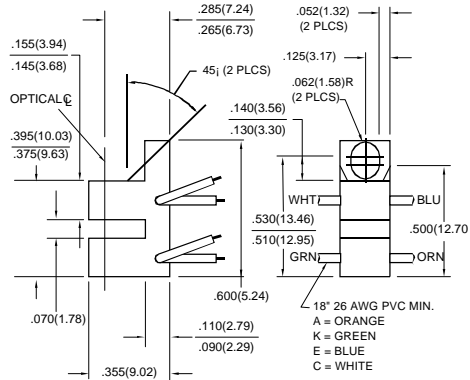 .285(7.24)
.265(6.73)
.052(1.32)
(2 PLCS)
.155(3.94)
.145(3.68)
45¡ (2 PLCS)
.125(3.17)
OPTICAL ℄
.062(1.58)R
(2 PLCS)
.140(3.56)
.130(3.30)
.395(10.03)
.375(9.63)
WHT
BLU
.530(13.46)
.510(12.95)
.500(12.70
GRN
ORN
.600(5.24)
.070(1.78)
.110(2.79)
.090(2.29)
.355(9.02)
18" 26 AWG PVC MIN.
A = ORANGE
K = GREEN
E = BLUE
C = WHITE